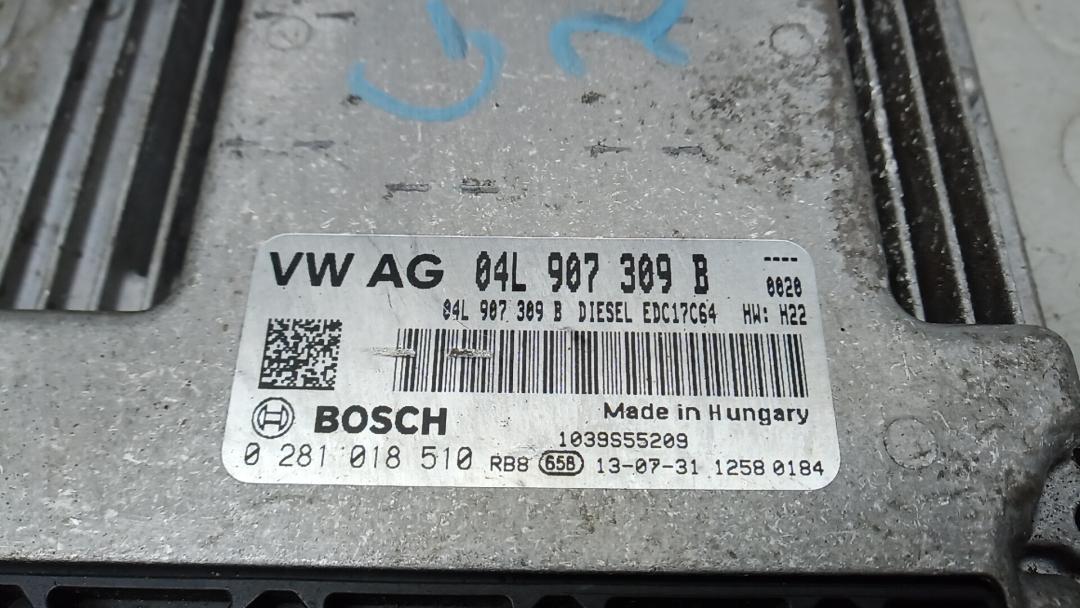 VW AG 04L 907 309 B ----
0020
04L 907 309 B DIESEL EDC17C64 HW: H22
Made in Hungary
BOSCH
1039S55209
0 281 018 510 RB8 658 13-07-31 1258 0184